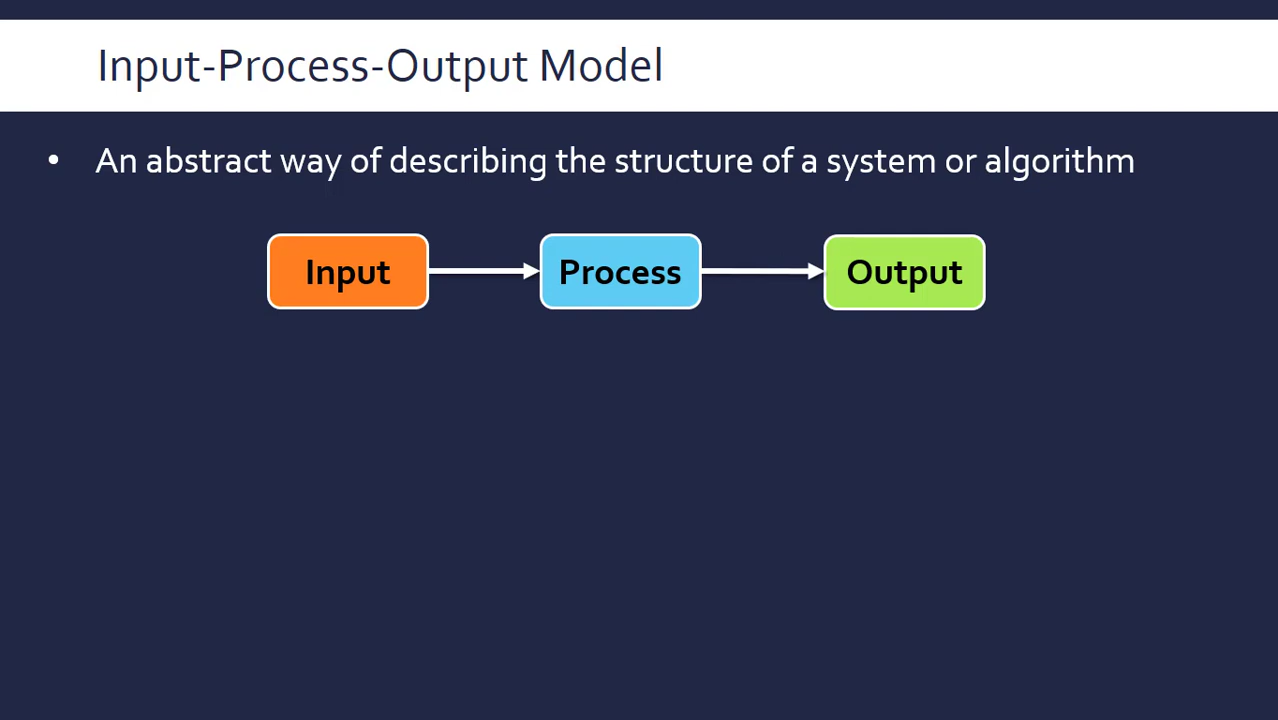 Input-Process-Output Model
• An abstract way of describing the structure of a system or algorithm
Input
Process
Output